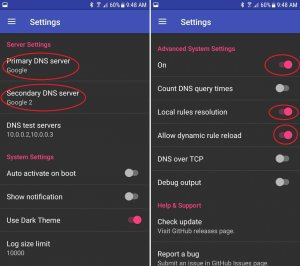 60% 9:48 AM
Settings
Server Settings
Primary DNS server
Google
Secondary DNS server
Google 2
DNS test servers
10.0.0.2,10.0.0.3
System Settings
Auto activate on boot
Show notification
Use Dark Theme
Log size limit
10000
60% 9:48 AM
Settings
Advanced System Settings
On
Count DNS query times
Local rules resolution
Allow dynamic rule reload
DNS over TCP
Debug output
Help & Support
Check update
Visit GitHub releases page.
Report a bug
Submit an issue in GitHub Issues page.